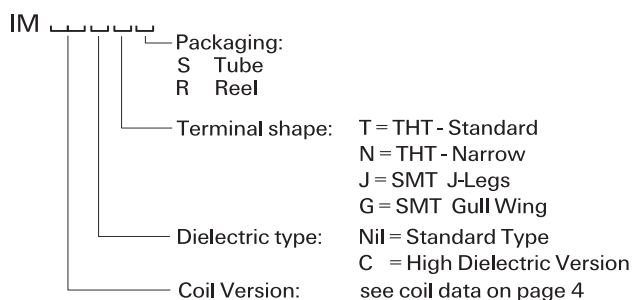 IM
Packaging:
S Tube
R Reel
Terminal shape: T = THT - Standard
N = THT - Narrow
J = SMT J-Legs
G = SMT Gull Wing
Dielectric type: Nil = Standard Type
C = High Dielectric Version
Coil Version: see coil data on page 4